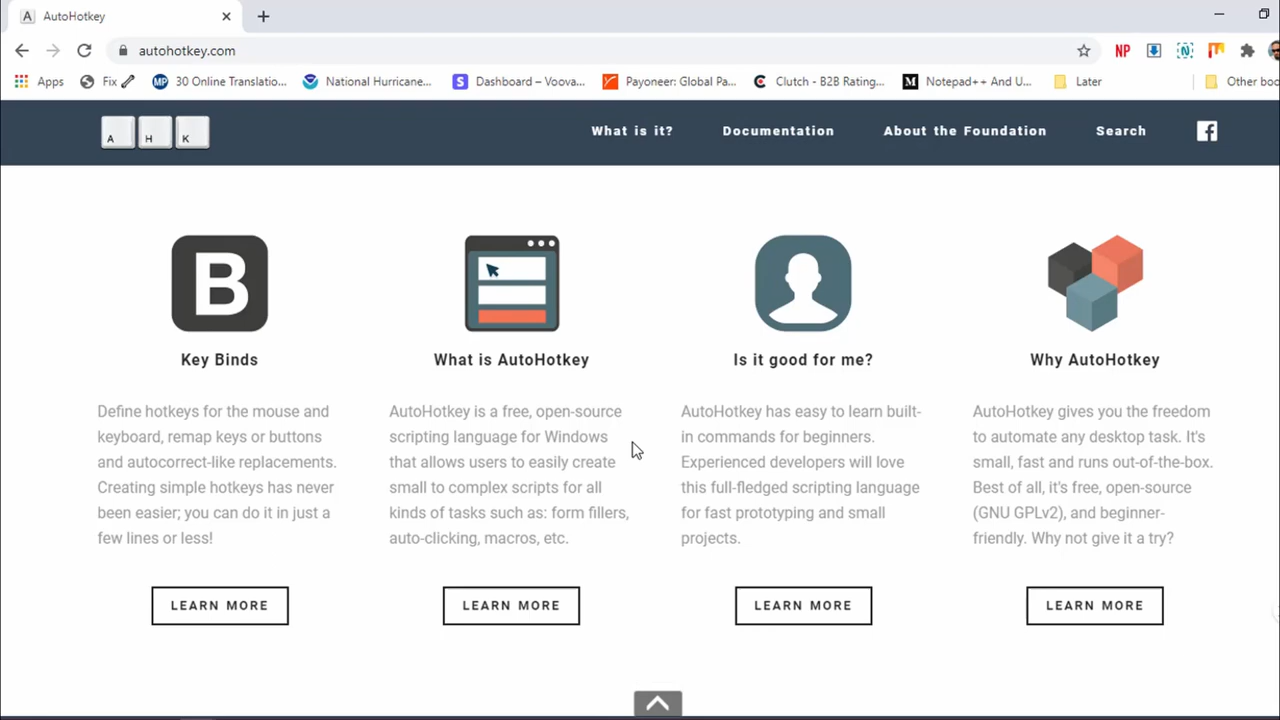 A AutoHotkey
autohotkey.com
NP
Apps Fix MP 30 Online Translatio... National Hurricane... S Dashboard – Voova... Payoneer: Global Pa... Clutch - B2B Rating... M Notepad++ And U... Later Other boo
A H K What is it? Documentation About the Foundation Search
B
Key Binds
Define hotkeys for the mouse and
keyboard, remap keys or buttons
and autocorrect-like replacements.
Creating simple hotkeys has never
been easier; you can do it in just a
few lines or less!
LEARN MORE
What is AutoHotkey
AutoHotkey is a free, open-source
scripting language for Windows
that allows users to easily create
small to complex scripts for all
kinds of tasks such as: form fillers,
auto-clicking, macros, etc.
LEARN MORE
Is it good for me?
AutoHotkey has easy to learn built-
in commands for beginners.
Experienced developers will love
this full-fledged scripting language
for fast prototyping and small
projects.
LEARN MORE
Why AutoHotkey
AutoHotkey gives you the freedom
to automate any desktop task. It's
small, fast and runs out-of-the-box.
Best of all, it's free, open-source
(GNU GPLv2), and beginner-
friendly. Why not give it a try?
LEARN MORE